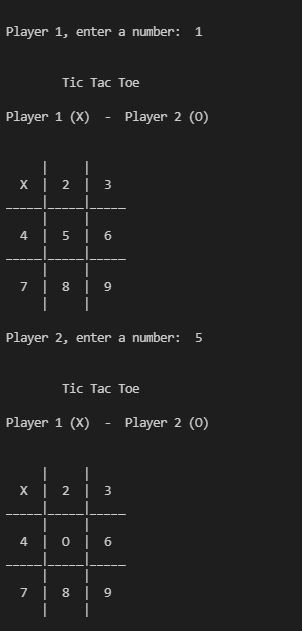 Player 1, enter a number:  1
Tic Tac Toe
Player 1 (X)  -  Player 2 (O)
     |     |
  X  |  2  |  3
_____|_____|_____
     |     |
  4  |  5  |  6
_____|_____|_____
     |     |
  7  |  8  |  9
     |     |
Player 2, enter a number:  5
Tic Tac Toe
Player 1 (X)  -  Player 2 (O)
     |     |
  X  |  2  |  3
_____|_____|_____
     |     |
  4  |  O  |  6
_____|_____|_____
     |     |
  7  |  8  |  9
     |     |